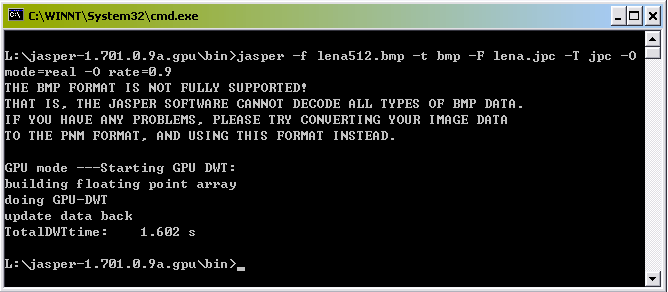 C:\WINNT\System32\cmd.exe
L:\jasper-1.701.0.9a.gpu\bin>jasper -f lena512.bmp -t bmp -F lena.jpc -T jpc -O
mode=real -O rate=0.9
THE BMP FORMAT IS NOT FULLY SUPPORTED!
THAT IS, THE JASPER SOFTWARE CANNOT DECODE ALL TYPES OF BMP DATA.
IF YOU HAVE ANY PROBLEMS, PLEASE TRY CONVERTING YOUR IMAGE DATA
TO THE PNM FORMAT, AND USING THIS FORMAT INSTEAD.
GPU mode ---Starting GPU DWT:
building floating point array
doing GPU-DWT
update data back
TotalDWTtime:    1.602 s
L:\jasper-1.701.0.9a.gpu\bin>_